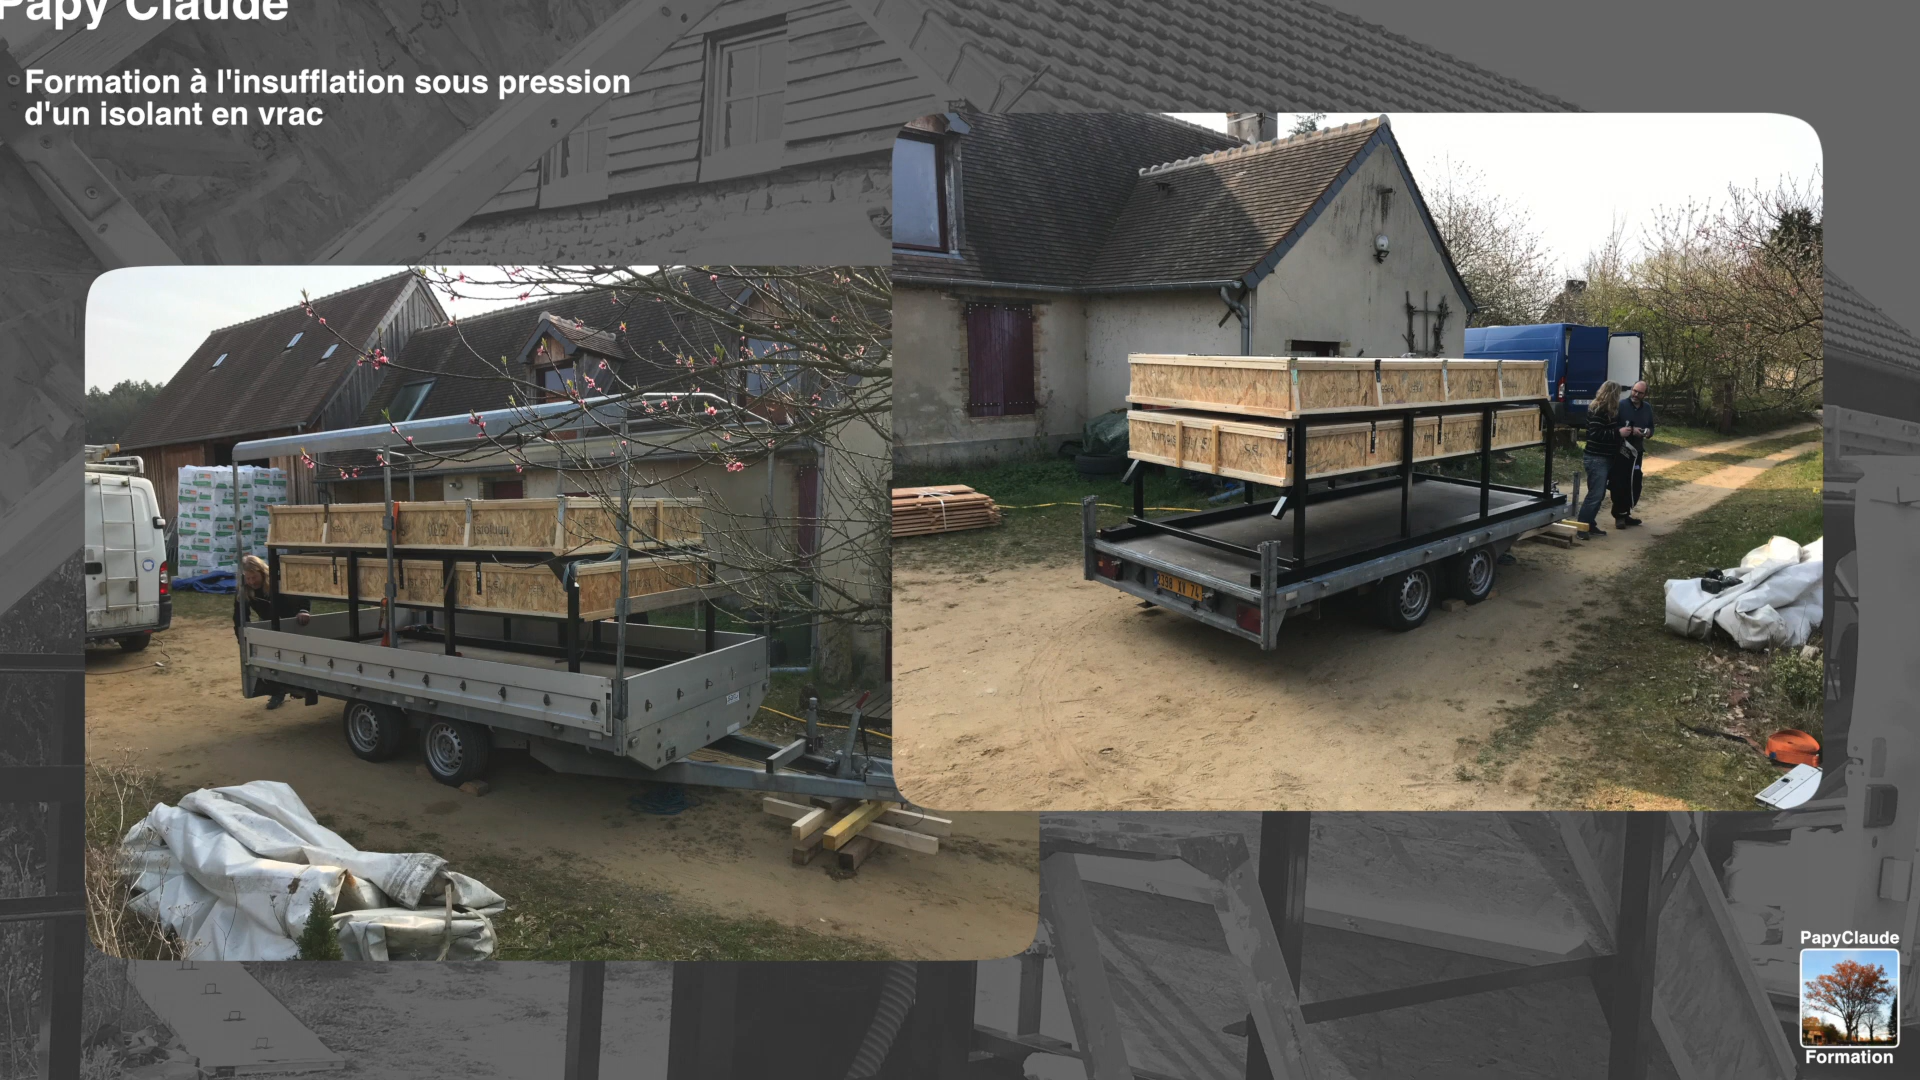 Papy Claude
Formation à l'insufflation sous pression
d'un isolant en vrac
PapyClaude
Formation